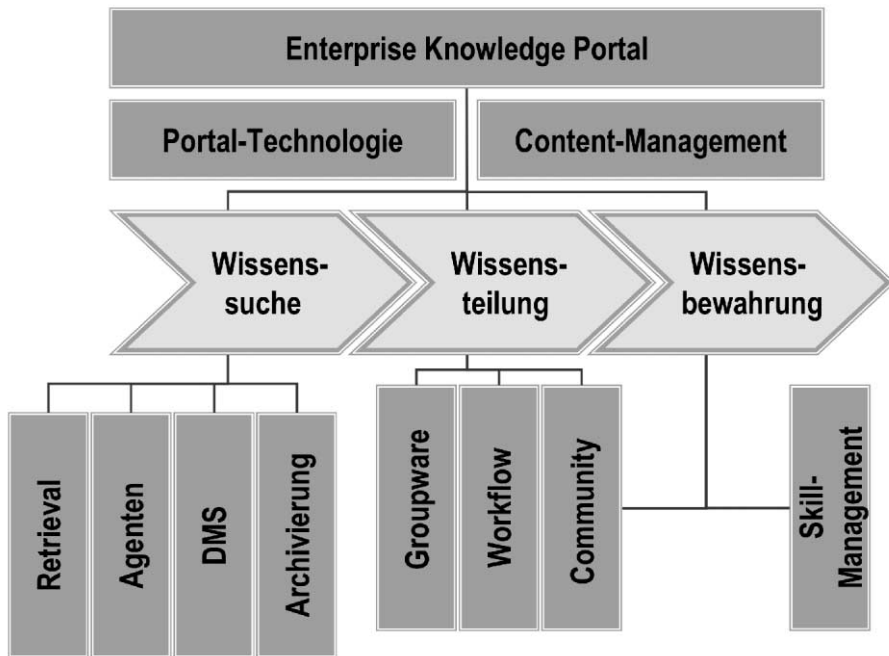 Enterprise Knowledge Portal
Portal-Technologie
Content-Management
Wissens-
suche
Wissens-
teilung
Wissen-
bewahrung
Retrieval
Agenten
DMS
Archivierung
Groupware
Workflow
Community
Skill-
Management